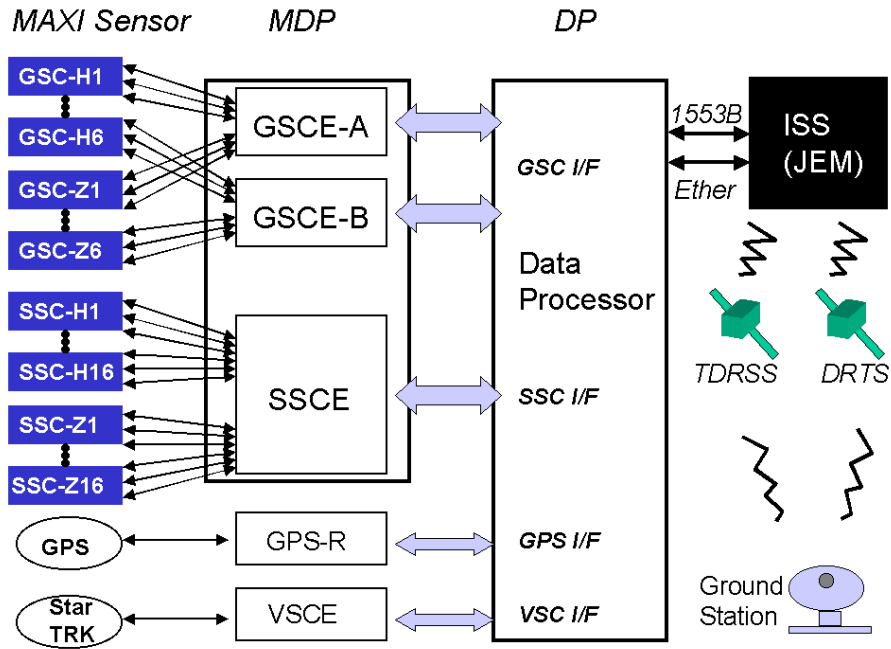 MAXI Sensor
MDP
DP
GSC-H1
GSC-H6
GSC-Z1
GSC-Z6
SSC-H1
SSC-H16
SSC-Z1
SSC-Z16
GPS
Star
TRK
GSCE-A
GSCE-B
SSCE
GPS-R
VSCE
GSC I/F
Data
Processor
SSC I/F
GPS I/F
VSC I/F
1553B
Ether
ISS
(JEM)
TDRSS
DRTS
Ground
Station